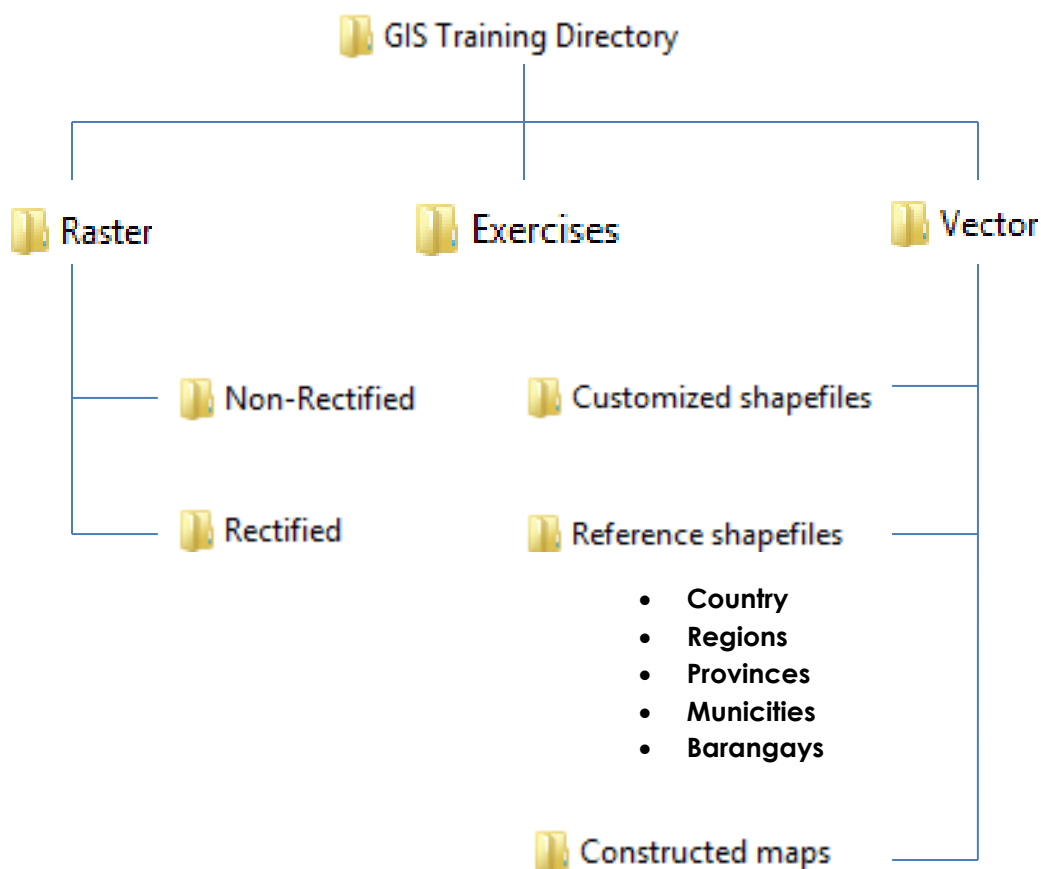 GIS Training Directory
Raster
Exercises
Vector
Non-Rectified
Customized shapefiles
Rectified
Reference shapefiles
• Country
• Regions
• Provinces
• Municities
• Barangays
Constructed maps